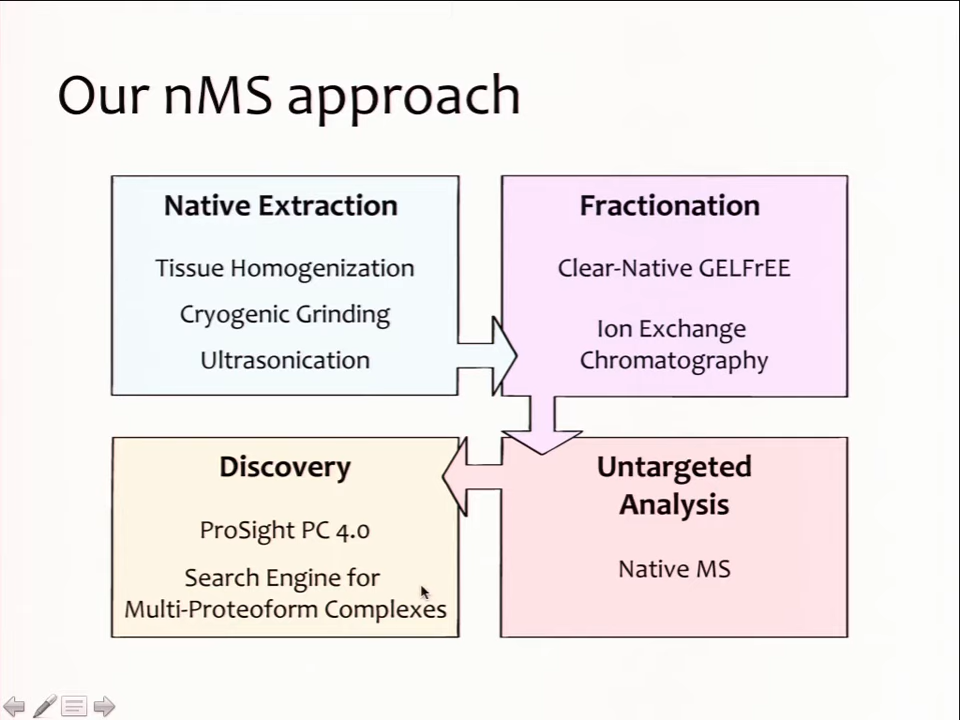 Our nMS approach
Native Extraction
Tissue Homogenization
Cryogenic Grinding
Ultrasonication
Fractionation
Clear-Native GELFrEE
Ion Exchange
Chromatography
Untargeted
Analysis
Native MS
Discovery
ProSight PC 4.0
Search Engine for
Multi-Proteoform Complexes